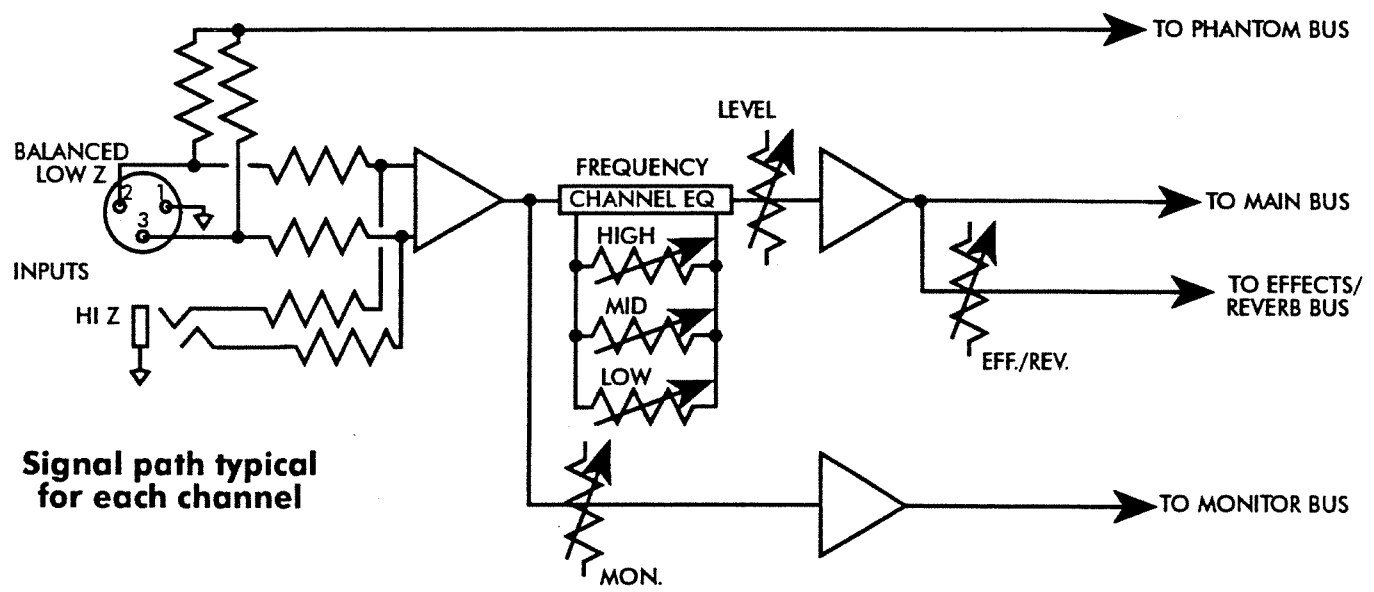 TO PHANTOM BUS
LEVEL
BALANCED
LOW Z
FREQUENCY
CHANNEL EQ
2
1
3
TO MAIN BUS
HIGH
INPUTS
TO EFFECTS/
REVERB BUS
HI Z
MID
EFF./REV.
LOW
Signal path typical
for each channel
TO MONITOR BUS
MON.